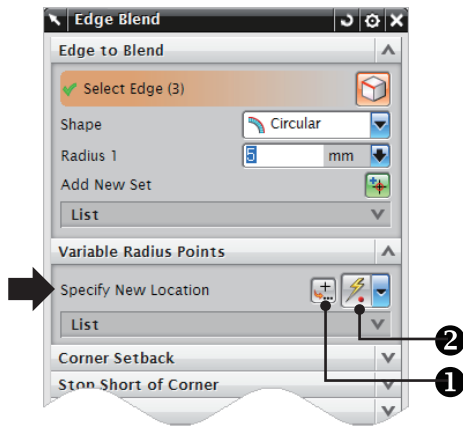 Edge Blend
Edge to Blend
Select Edge (3)
Shape
Circular
Radius 1
5 mm
Add New Set
List
Variable Radius Points
Specify New Location
List
2
Corner Setback
1
Stop Short of Corner